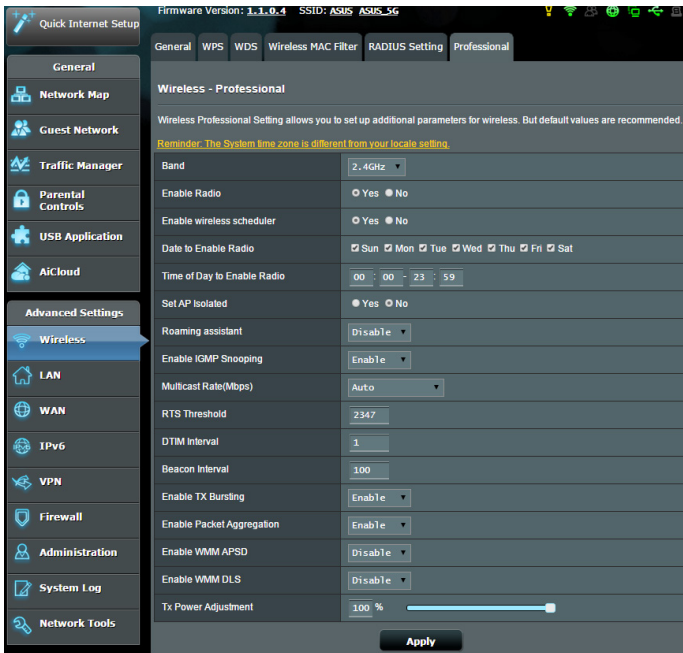 Quick Internet Setup
Firmware Version: 1.1.0.4 SSID: ASUS ASUS_5G
General WPS WDS Wireless MAC Filter RADIUS Setting Professional
General
Network Map
Guest Network
Traffic Manager
Parental
Controls
USB Application
AiCloud
Advanced Settings
Wireless
LAN
WAN
IPv6
VPN
Firewall
Administration
System Log
Network Tools
Wireless - Professional
Wireless Professional Setting allows you to set up additional parameters for wireless. But default values are recommended.
Reminder: The System time zone is different from your locale setting.
Band 2.4GHz
Enable Radio Yes No
Enable wireless scheduler Yes No
Date to Enable Radio Sun Mon Tue Wed Thu Fri Sat
Time of Day to Enable Radio 00 : 00 - 23 : 59
Set AP Isolated Yes No
Roaming assistant Disable
Enable IGMP Snooping Enable
Multicast Rate(Mbps) Auto
RTS Threshold 2347
DTIM Interval 1
Beacon Interval 100
Enable TX Bursting Enable
Enable Packet Aggregation Enable
Enable WMM APSD Disable
Enable WMM DLS Disable
Tx Power Adjustment 100 %
Apply